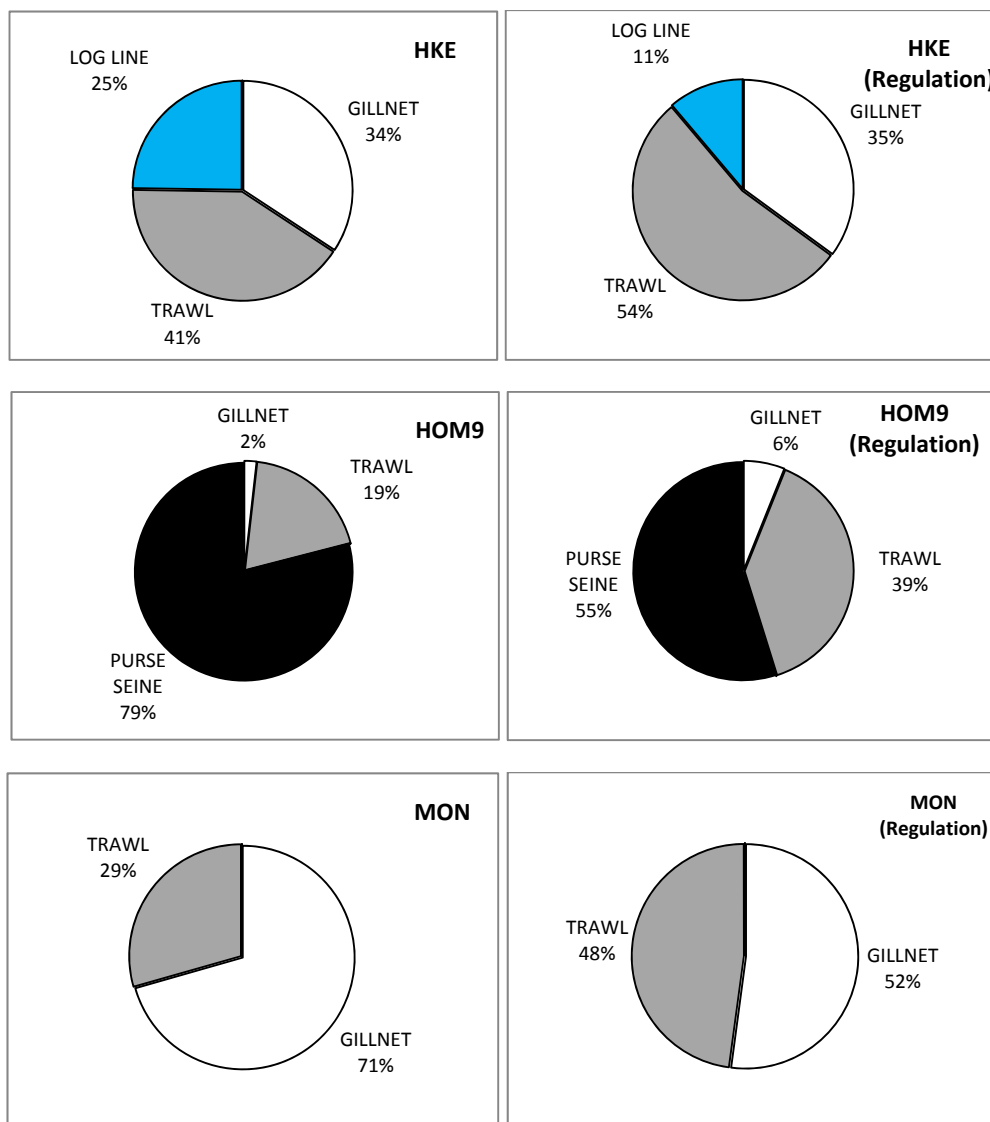 HKE
LOG LINE
25%
GILLNET
34%
TRAWL
41%
HKE
(Regulation)
LOG LINE
11%
GILLNET
35%
TRAWL
54%
HOM9
GILLNET
2%
TRAWL
19%
PURSE
SEINE
79%
HOM9
(Regulation)
GILLNET
6%
TRAWL
39%
PURSE
SEINE
55%
MON
TRAWL
29%
GILLNET
71%
MON
(Regulation)
TRAWL
48%
GILLNET
52%